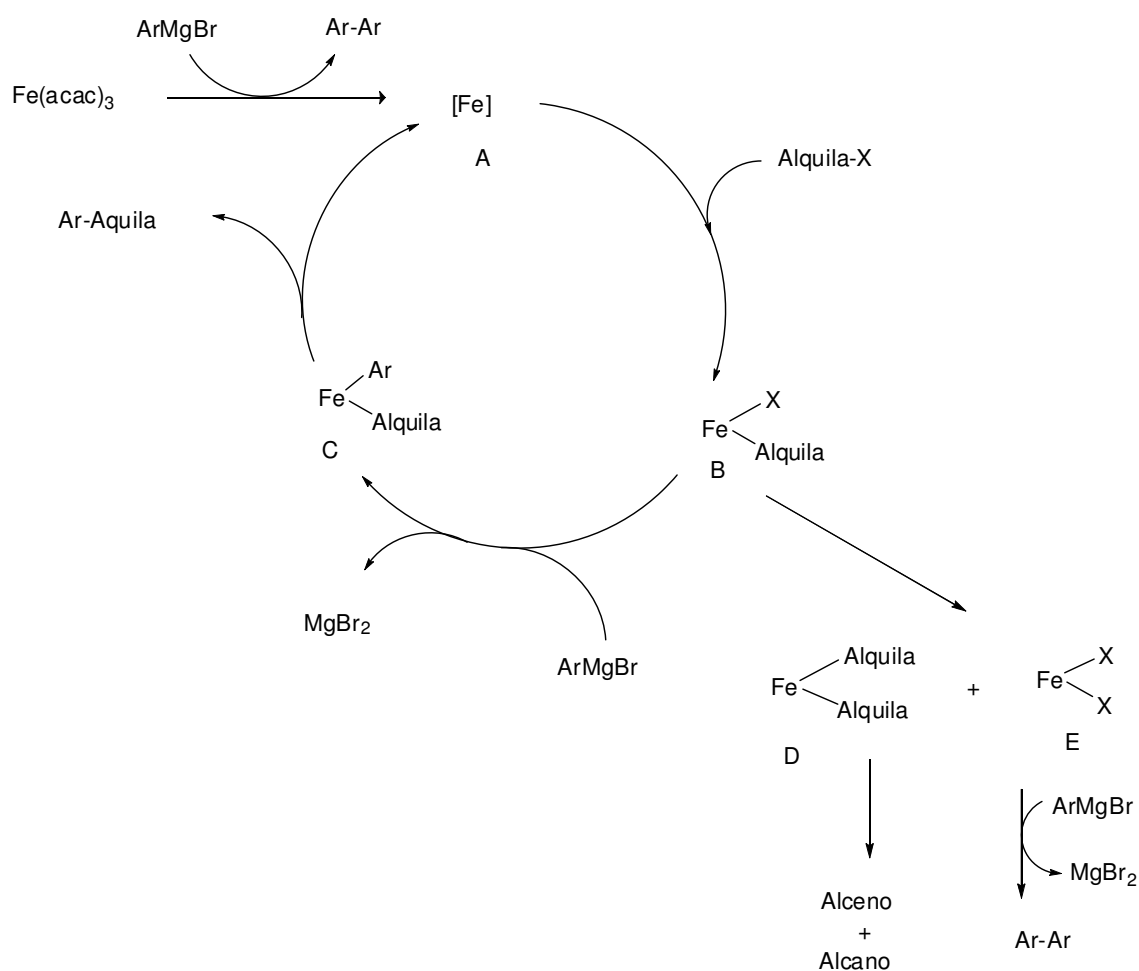 ArMgBr
Ar-Ar
Fe(acac)3
[Fe]
A
Alquila-X
Ar-Aquila
Ar
Fe
Alquila
C
X
Fe
Alquila
B
MgBr2
ArMgBr
Alquila
Fe
Alquila
D
+
X
Fe
X
E
ArMgBr
MgBr2
Alceno
+
Alcano
Ar-Ar